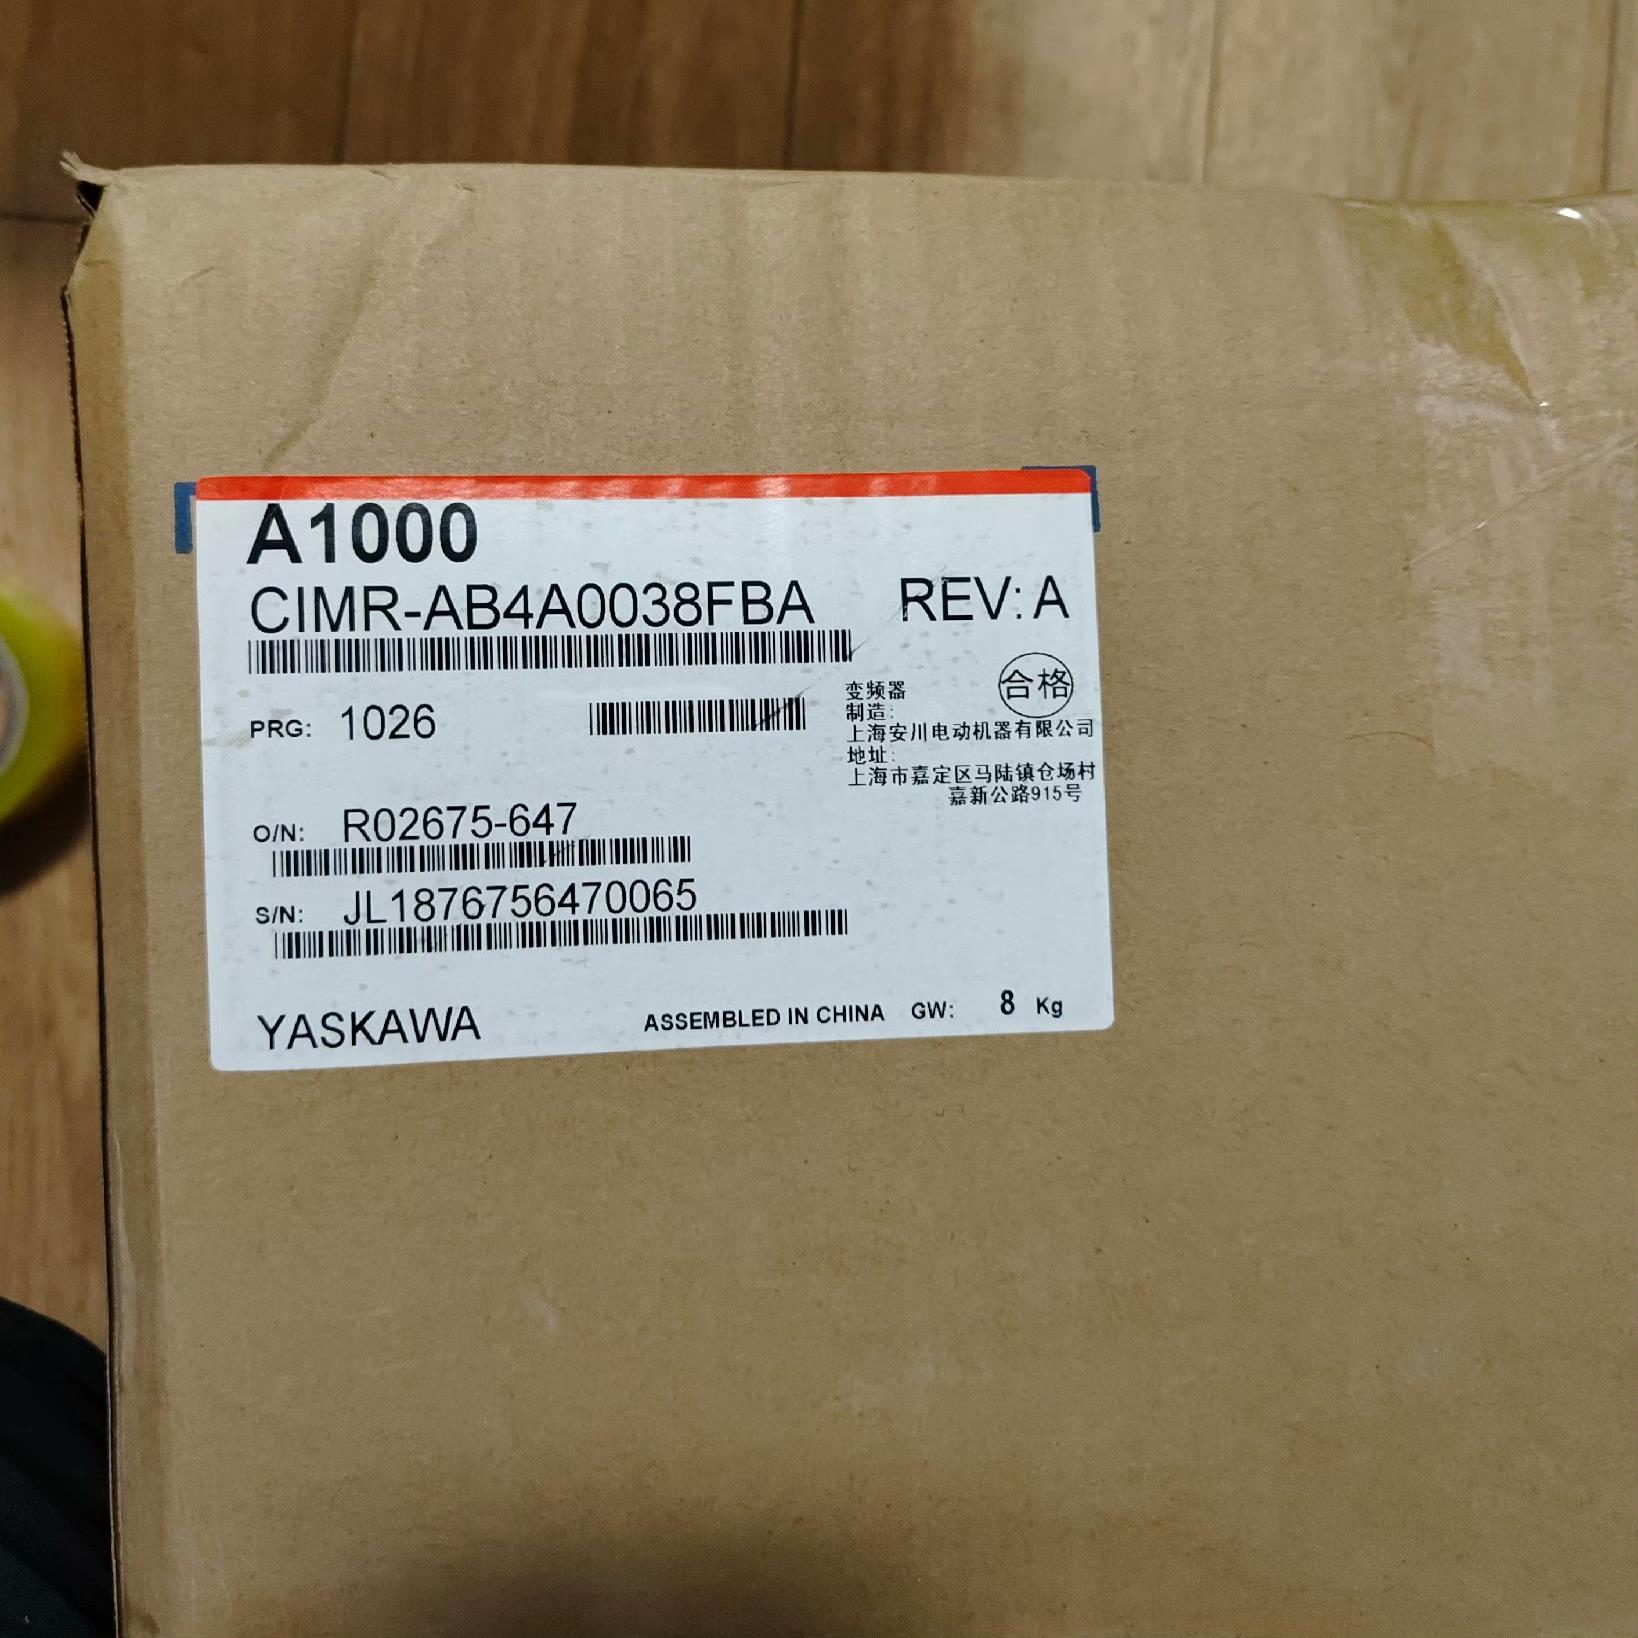 A1000
CIMR-AB4A0038FBA REV: A
PRG: 1026
变频器
合格
制造:
上海安川电动机器有限公司
地址:
上海市嘉定区马陆镇仓场村
嘉新公路915号
O/N: R02675-647
S/N: JL1876756470065
YASKAWA ASSEMBLED IN CHINA GW: 8 Kg